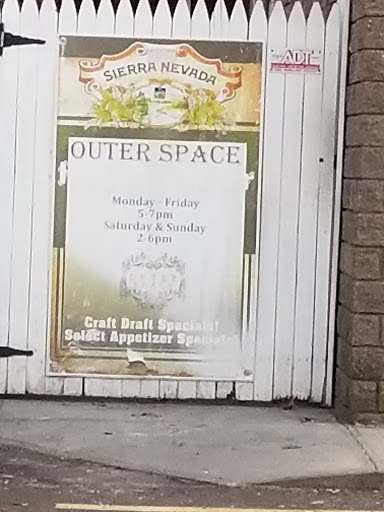 SIERRA NEVADA
ADT
OUTER SPACE
Monday - Friday
5-7pm
Saturday & Sunday
2-6pm
Craft Draft Specials!
Select Appetizer Specials!